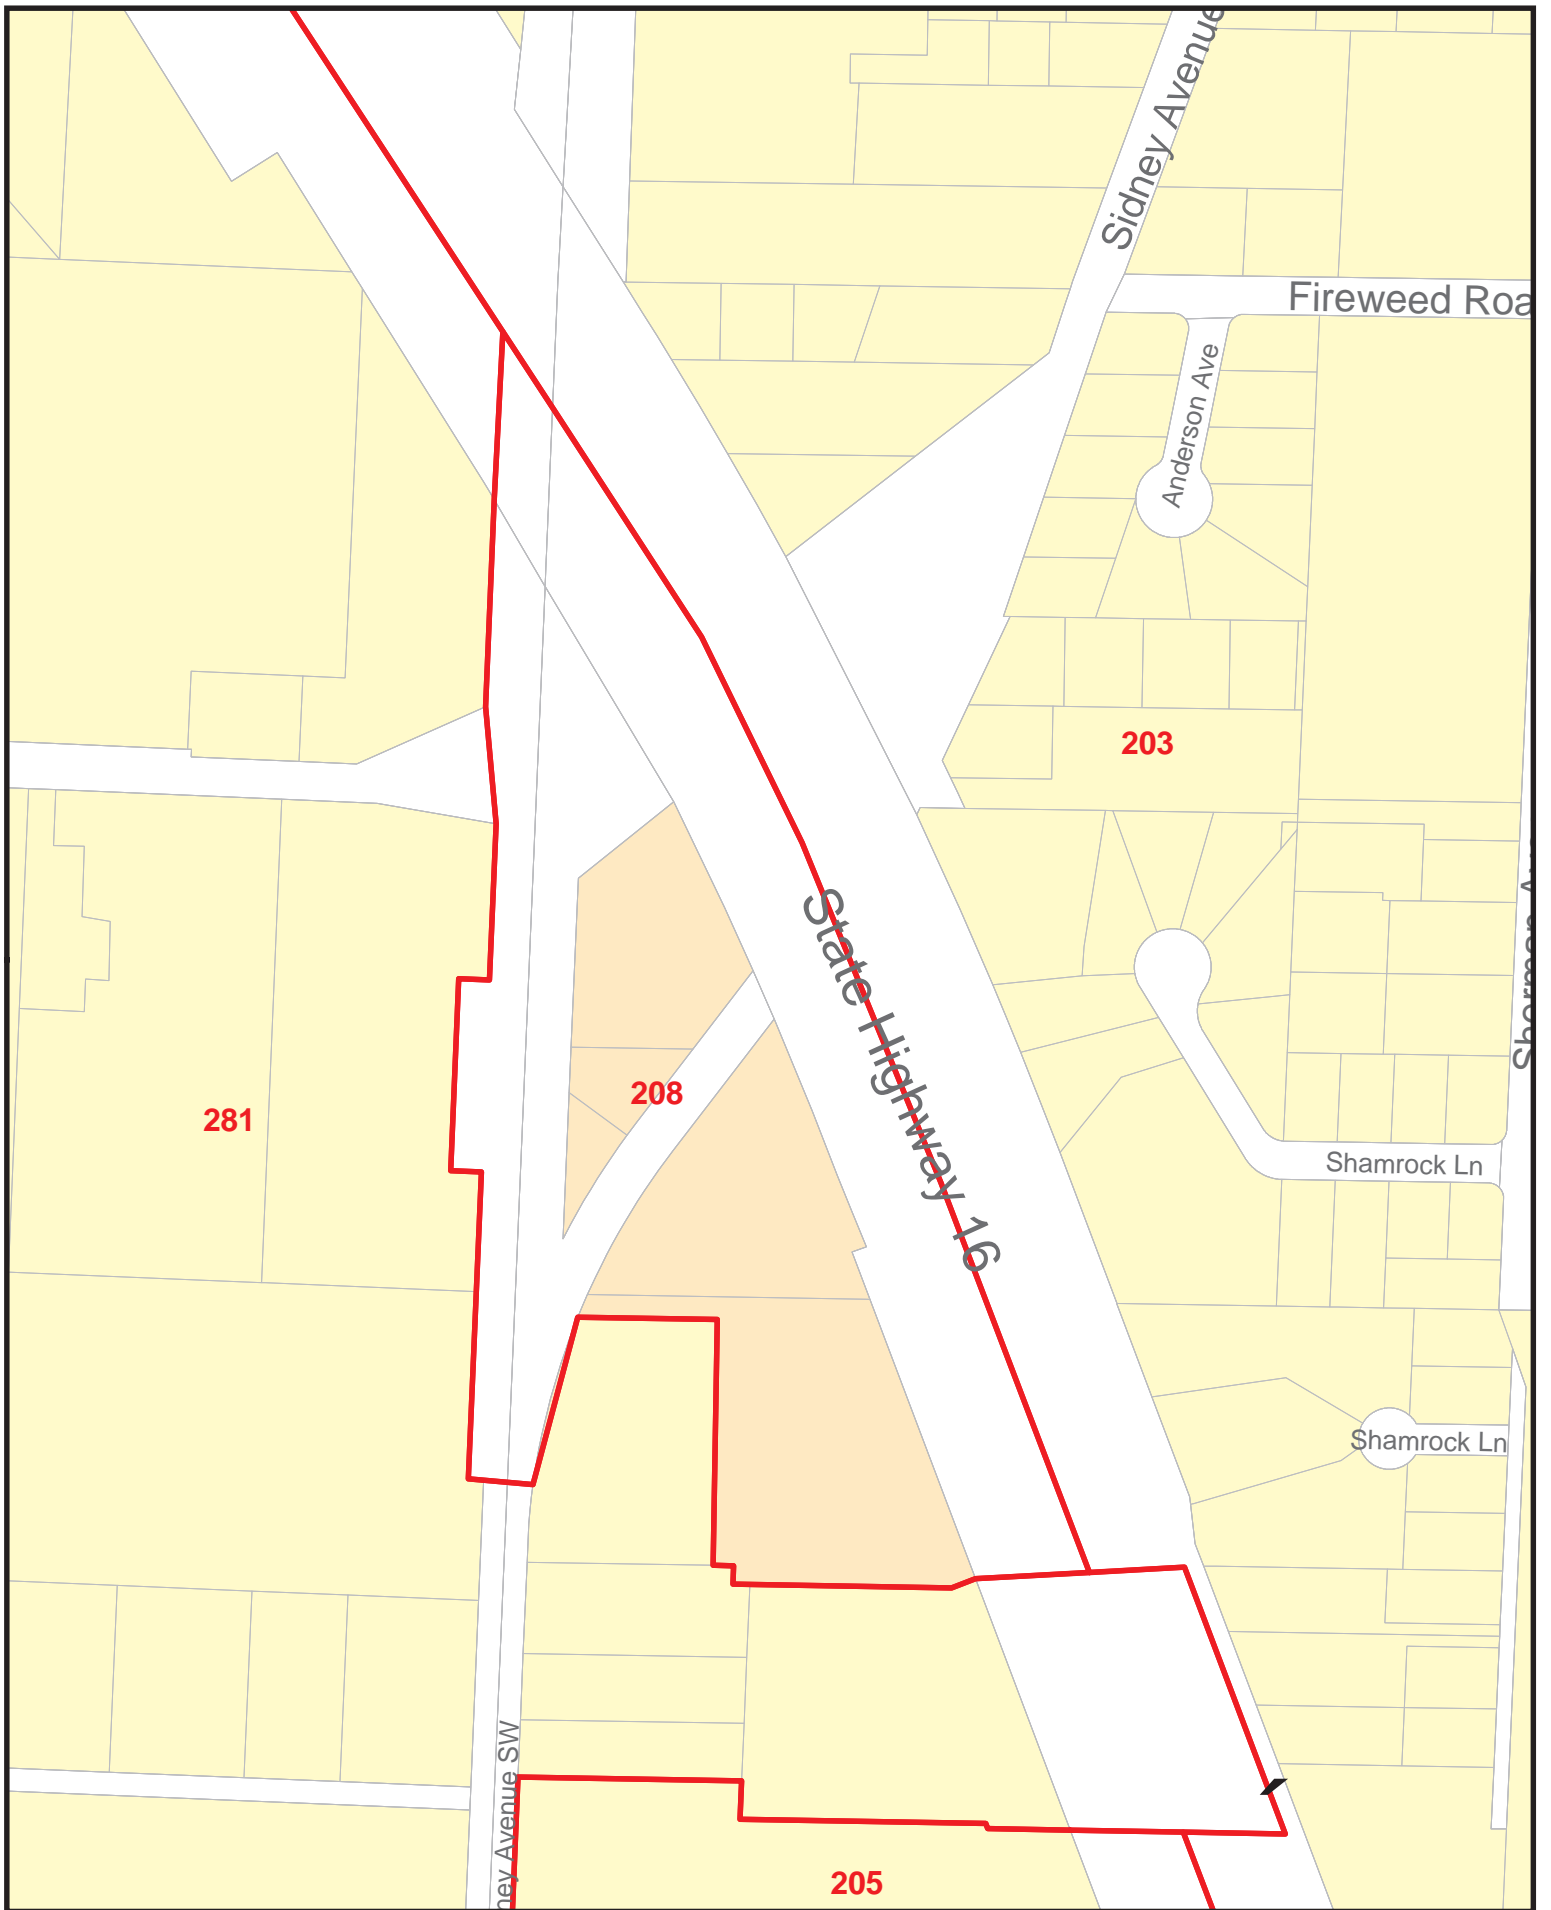 Sidney Avenue
Fireweed Roa
Anderson Ave
203
State Highway 16
208
281
Shamrock Ln
Shamrock Ln
ney Avenue SW
205